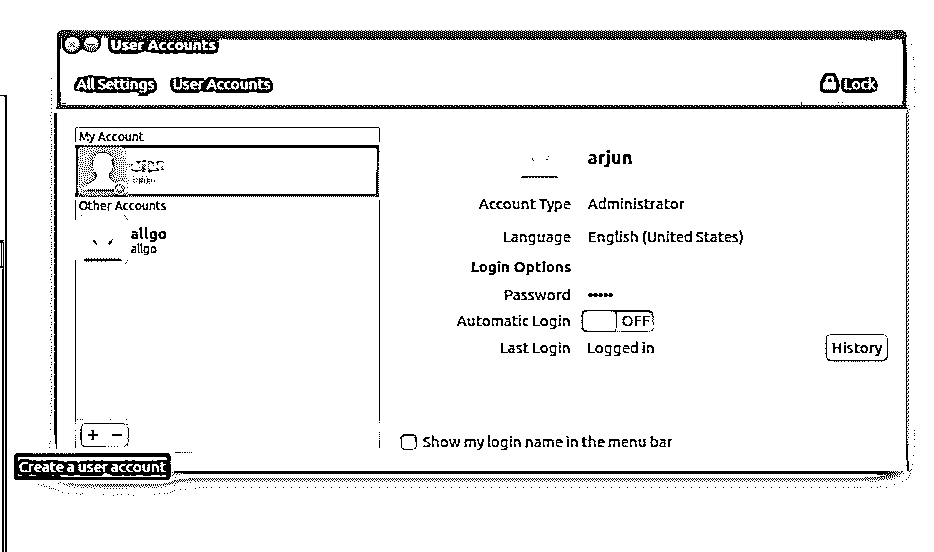 User Accounts
All Settings User Accounts Lock
My Account
Other Accounts
allgo
allgo
arjun
Account Type Administrator
Language English (United States)
Login Options
Password •••••
Automatic Login OFF
Last Login Logged in History
+ −
Show my login name in the menu bar
Create a user account